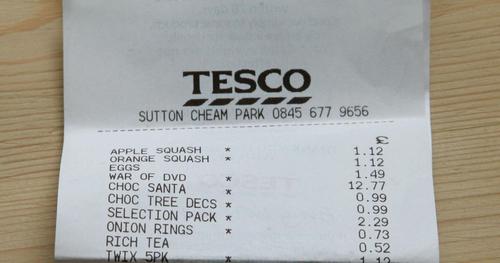 TESCO
SUTTON CHEAM PARK 0845 677 9656
£
APPLE SQUASH * 1.12
ORANGE SQUASH * 1.12
EGGS 1.49
WAR OF DVD * 12.77
CHOC SANTA * 0.99
CHOC TREE DECS * 0.99
SELECTION PACK * 2.29
ONION RINGS * 0.73
RICH TEA 0.52
TWIX 5PK * 1.12